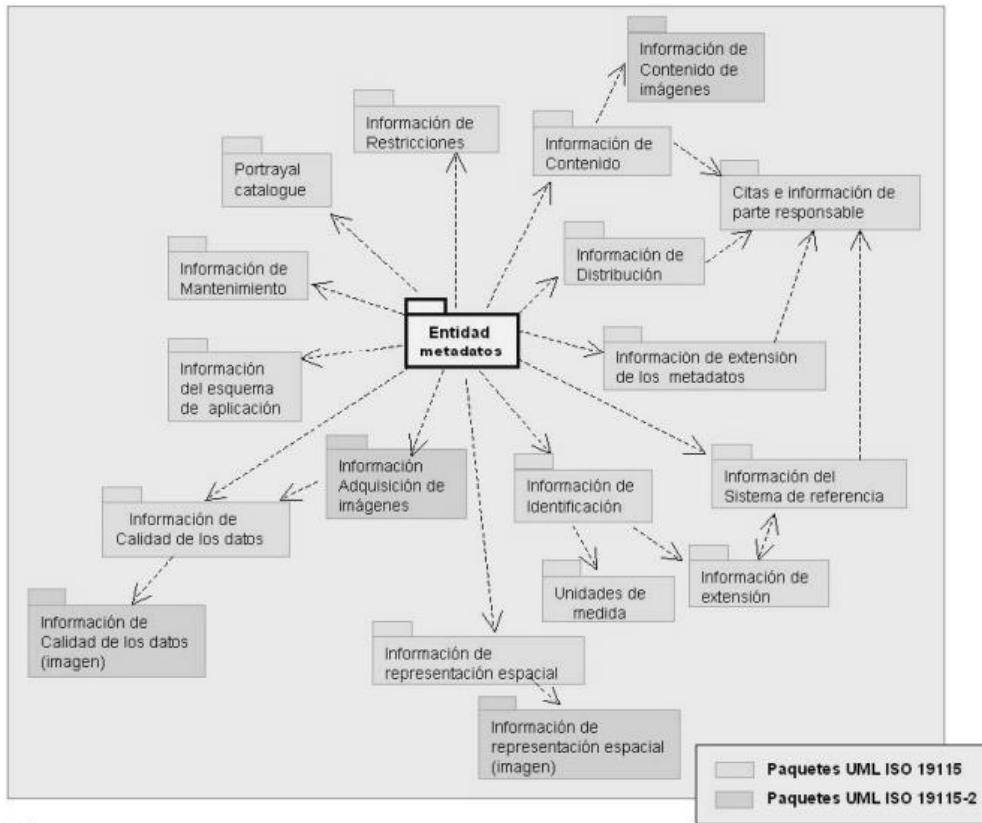 Información de
Contenido de
imágenes
Información de
Restricciones
Información de
Contenido
Portrayal
catalogue
Citas e información de
parte responsable
Información de
Mantenimiento
Información de
Distribución
Entidad
metadatos
Información
del esquema
de aplicación
Información de extensión
de los metadatos
Información
Adquisición de
imágenes
Información de
Identificación
Información del
Sistema de referencia
Información de
Calidad de los datos
Unidades de
medida
Información de
extensión
Información de
Calidad de los datos
(imagen)
Información de
representación espacial
Información de
representación espacial
(imagen)
Paquetes UML ISO 19115
Paquetes UML ISO 19115-2